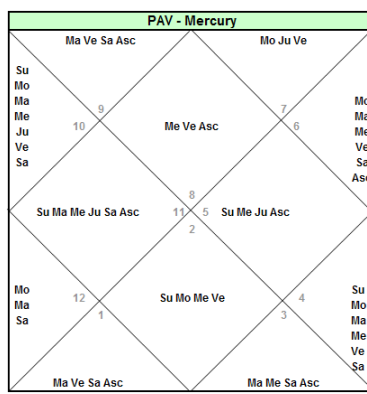 PAV - Mercury
Ma Ve Sa Asc
Mo Ju Ve
Su
Mo
Ma
Me
Ju
Ve
Sa
9
10
Me Ve Asc
7
6
Mo
Ma
Me
Ve
Sa
Asc
8
Su Ma Me Ju Sa Asc
11
5
Su Me Ju Asc
2
Mo
Ma
Sa
12
1
Su Mo Me Ve
4
3
Su
Mo
Ma
Me
Ve
Sa
Ma Ve Sa Asc
Ma Me Sa Asc